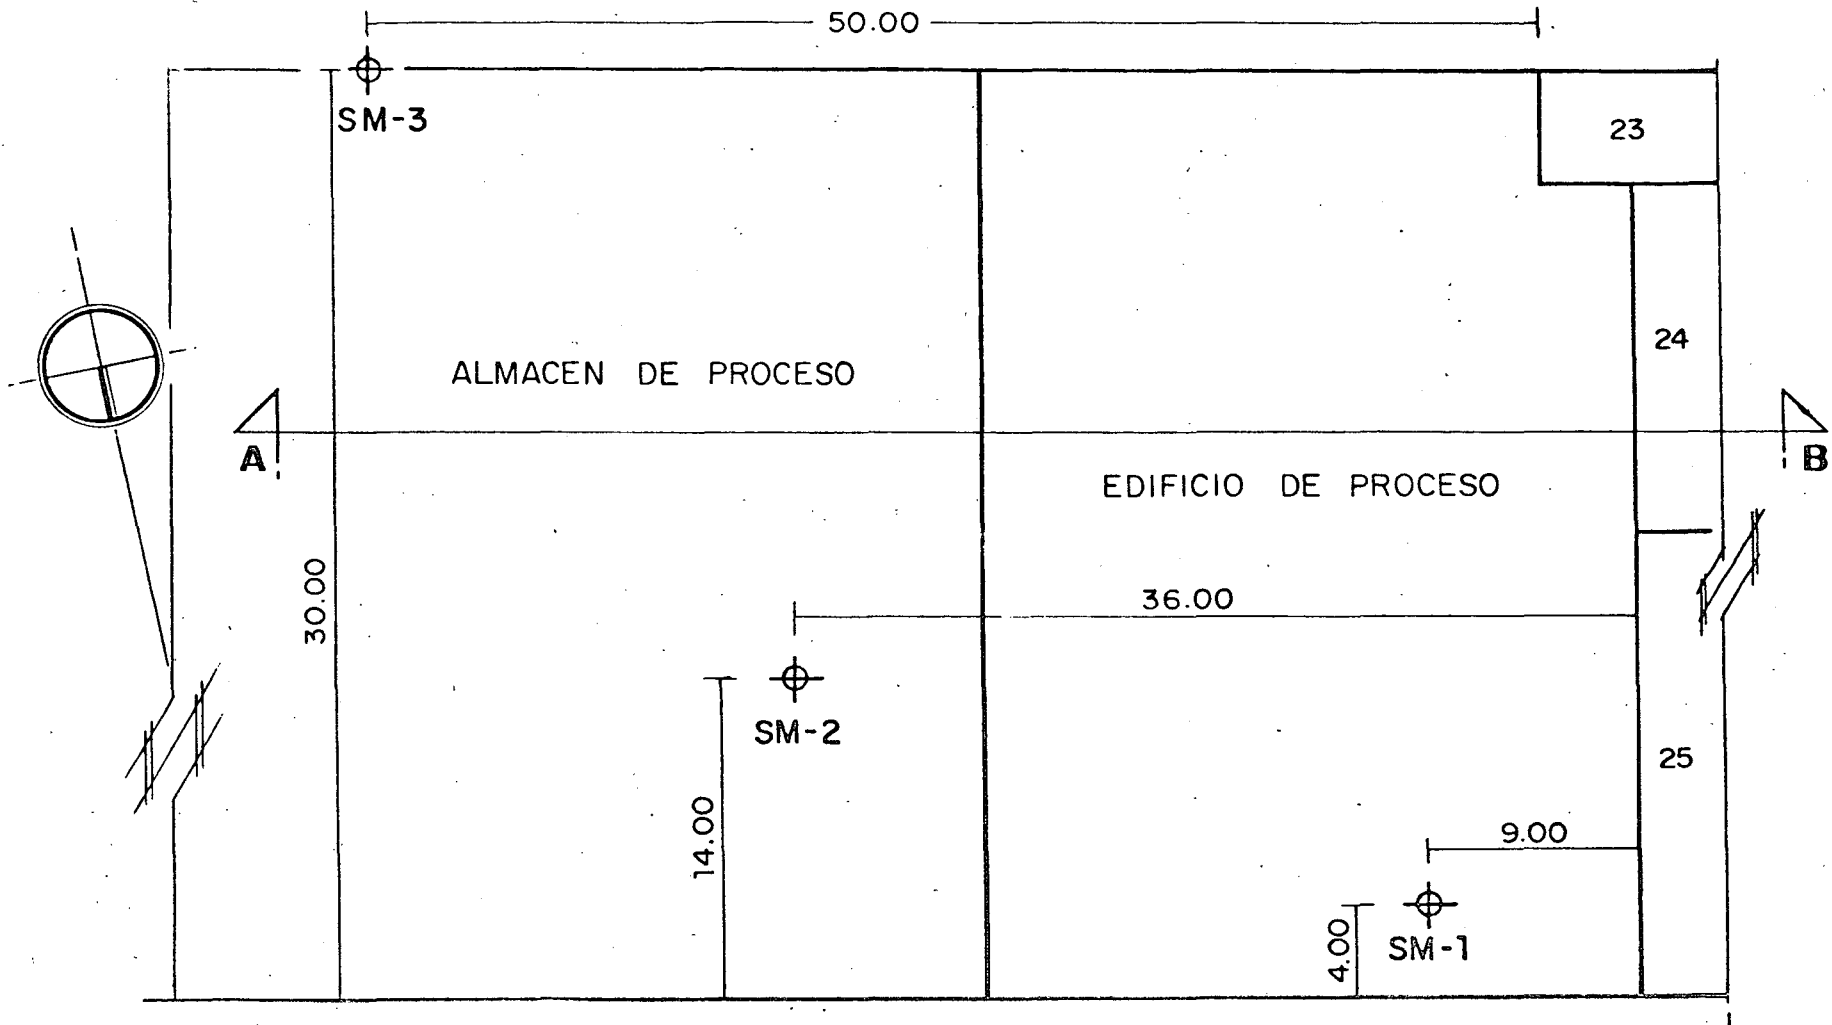 50.00
SM-3
23
24
ALMACEN DE PROCESO
A
B
EDIFICIO DE PROCESO
30.00
36.00
SM-2
25
14.00
9.00
4.00
SM-1